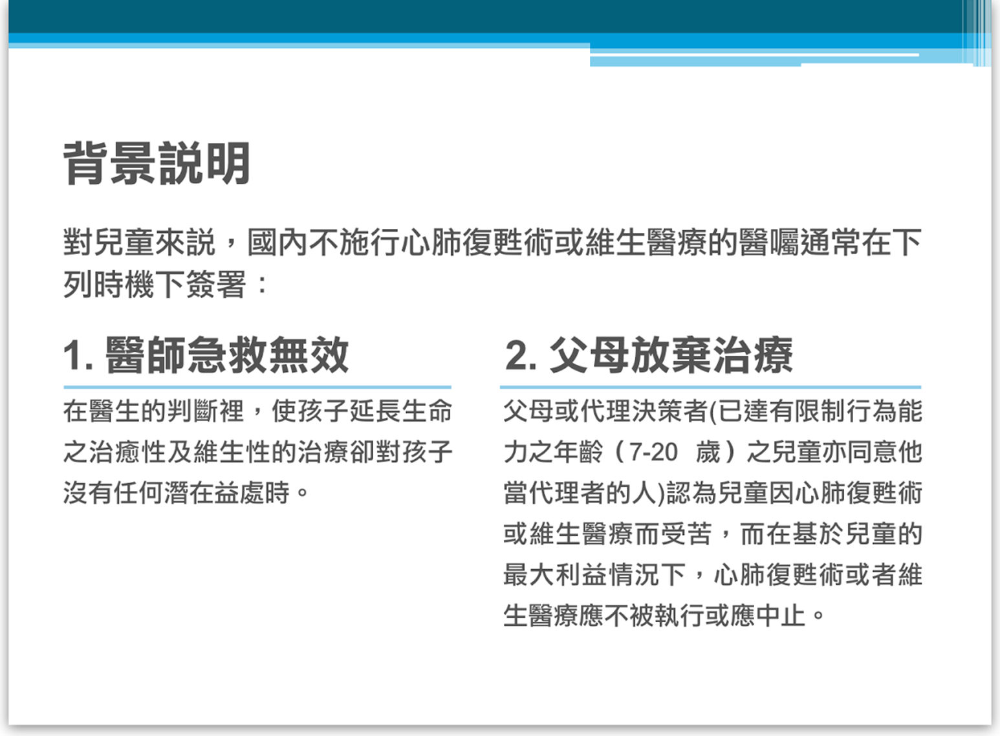 背景説明
對兒童來説，國內不施行心肺復甦術或維生醫療的醫囑通常在下
列時機下簽署：
1. 醫師急救無效
在醫生的判斷裡，使孩子延長生命
之治癒性及維生性的治療卻對孩子
沒有任何潛在益處時。
2. 父母放棄治療
父母或代理決策者(已達有限制行為能
力之年齡（7-20 歲）之兒童亦同意他
當代理者的人)認為兒童因心肺復甦術
或維生醫療而受苦，而在基於兒童的
最大利益情況下，心肺復甦術或者維
生醫療應不被執行或應中止。